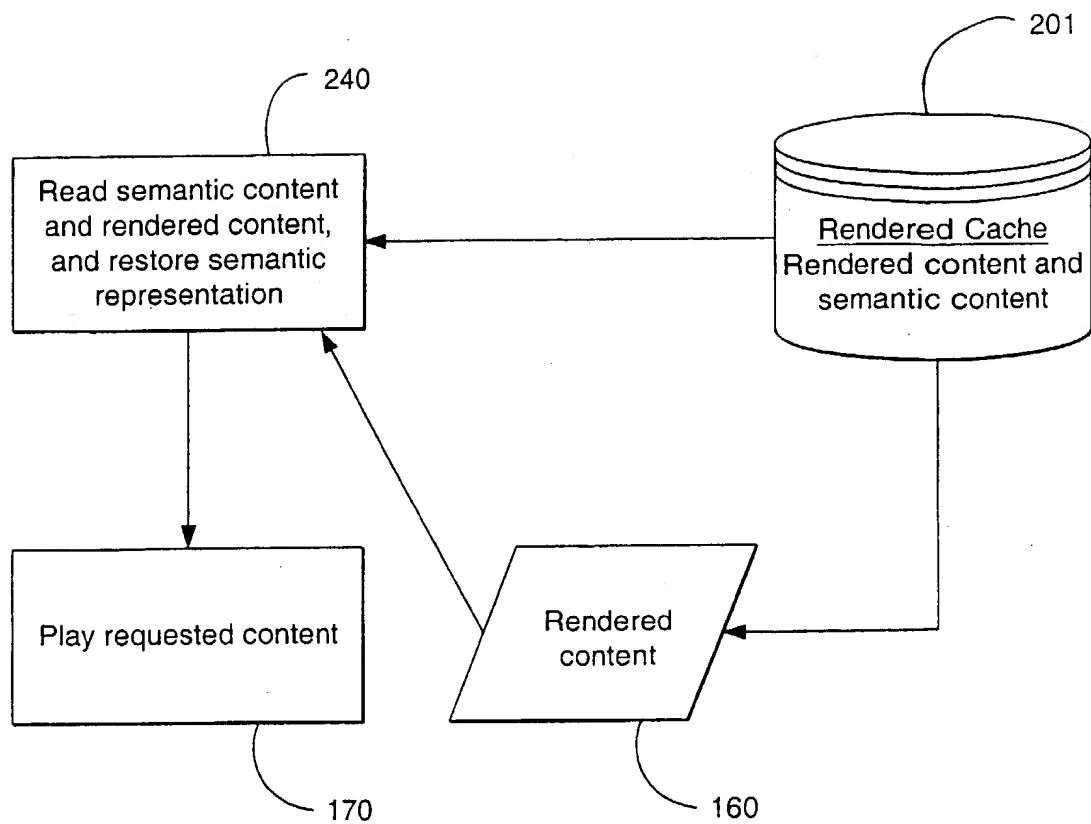 201
240
Read semantic content
and rendered content,
and restore semantic
representation
Rendered Cache
Rendered content and
semantic content
Play requested content
Rendered
content
170
160